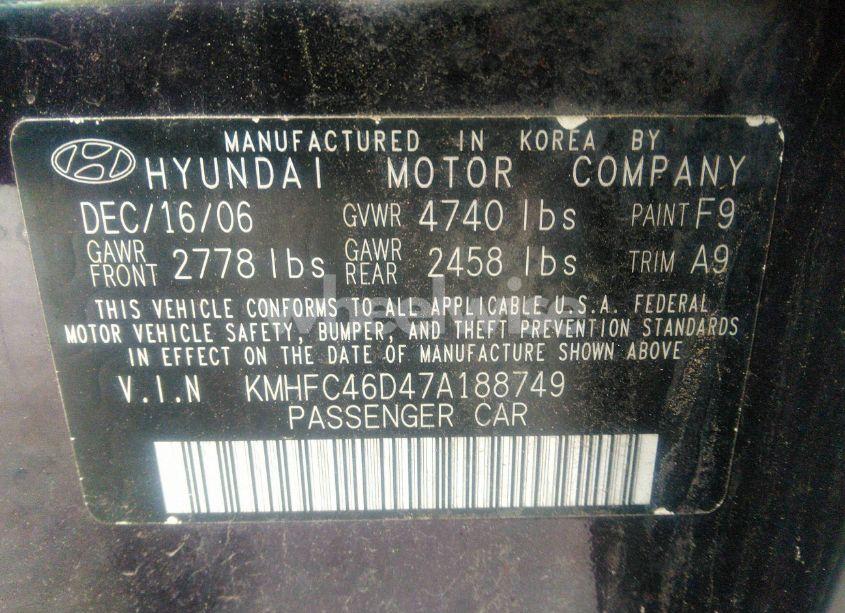 MANUFACTURED IN KOREA BY
HYUNDAI MOTOR COMPANY
DEC/16/06 GVWR 4740 lbs PAINT F9
GAWR FRONT 2778 lbs GAWR REAR 2458 lbs TRIM A9
THIS VEHICLE CONFORMS TO ALL APPLICABLE U.S.A. FEDERAL
MOTOR VEHICLE SAFETY, BUMPER, AND THEFT PREVENTION STANDARDS
IN EFFECT ON THE DATE OF MANUFACTURE SHOWN ABOVE
V.I.N KMHFC46D47A188749
PASSENGER CAR